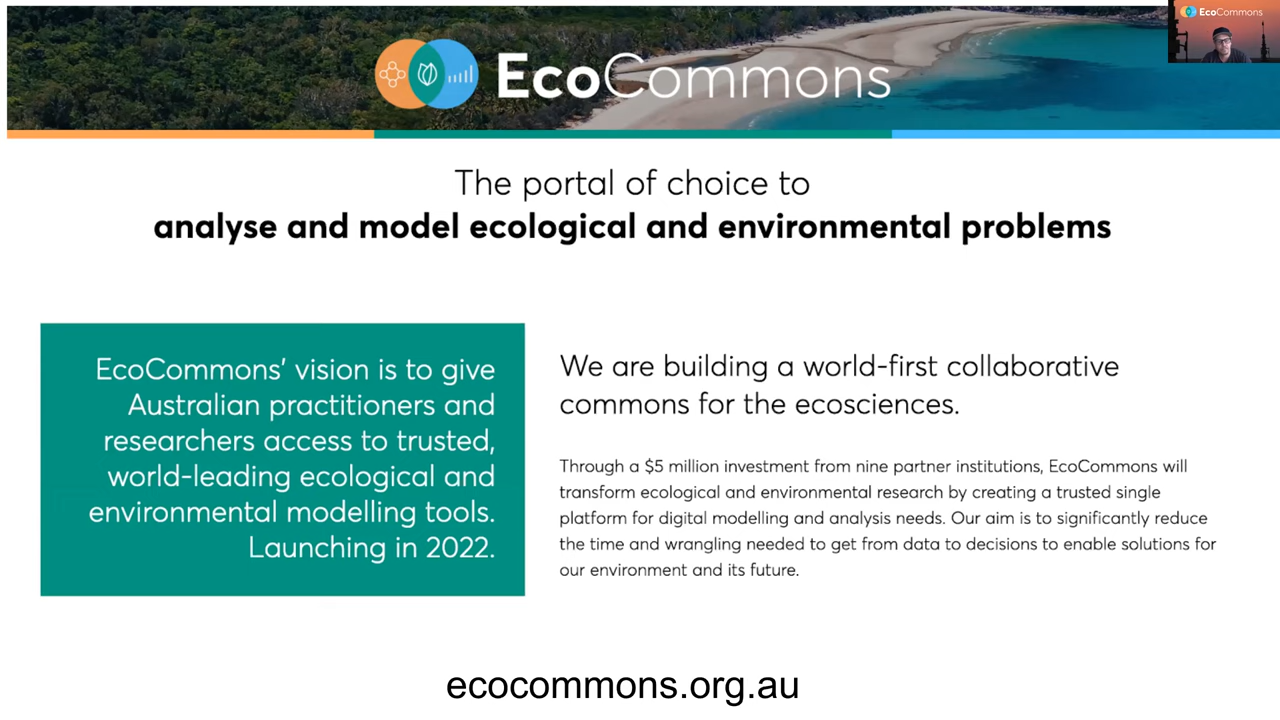 EcoCommons
EcoCommons
The portal of choice to
analyse and model ecological and environmental problems
EcoCommons’ vision is to give
Australian practitioners and
researchers access to trusted,
world-leading ecological and
environmental modelling tools.
Launching in 2022.
We are building a world-first collaborative
commons for the ecosciences.
Through a $5 million investment from nine partner institutions, EcoCommons will
transform ecological and environmental research by creating a trusted single
platform for digital modelling and analysis needs. Our aim is to significantly reduce
the time and wrangling needed to get from data to decisions to enable solutions for
our environment and its future.
ecocommons.org.au